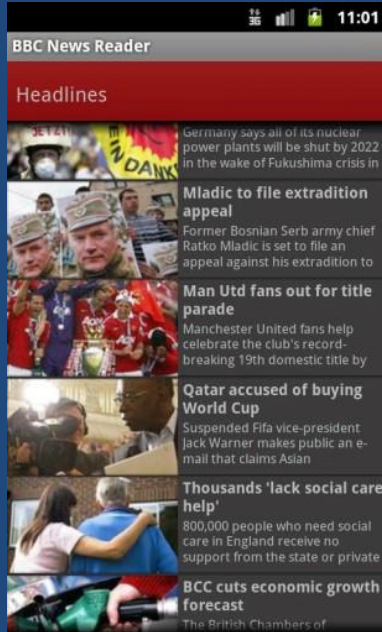 3G 11:01
BBC News Reader
Headlines
JETZT
EIN
DANKE
Germany says all of its nuclear
power plants will be shut by 2022
in the wake of Fukushima crisis in
Mladic to file extradition
appeal
Former Bosnian Serb army chief
Ratko Mladic is set to file an
appeal against his extradition to
AON
AON
Man Utd fans out for title
parade
Manchester United fans help
celebrate the club's record-
breaking 19th domestic title by
Qatar accused of buying
World Cup
Suspended Fifa vice-president
Jack Warner makes public an e-
mail that claims Asian
Thousands 'lack social care
help'
800,000 people who need social
care in England receive no
support from the state or private
BCC cuts economic growth
forecast
The British Chambers of